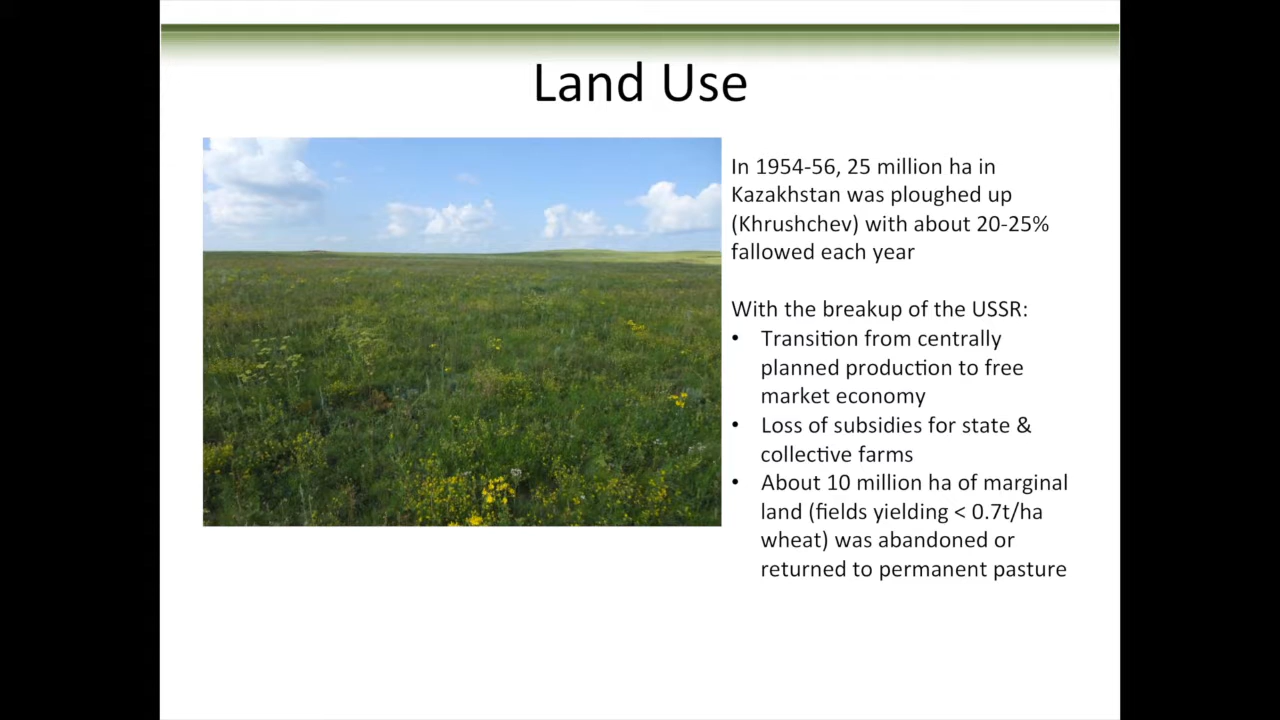 Land Use
In 1954-56, 25 million ha in
Kazakhstan was ploughed up
(Khrushchev) with about 20-25%
fallowed each year
With the breakup of the USSR:
• Transition from centrally
planned production to free
market economy
• Loss of subsidies for state &
collective farms
• About 10 million ha of marginal
land (fields yielding < 0.7t/ha
wheat) was abandoned or
returned to permanent pasture